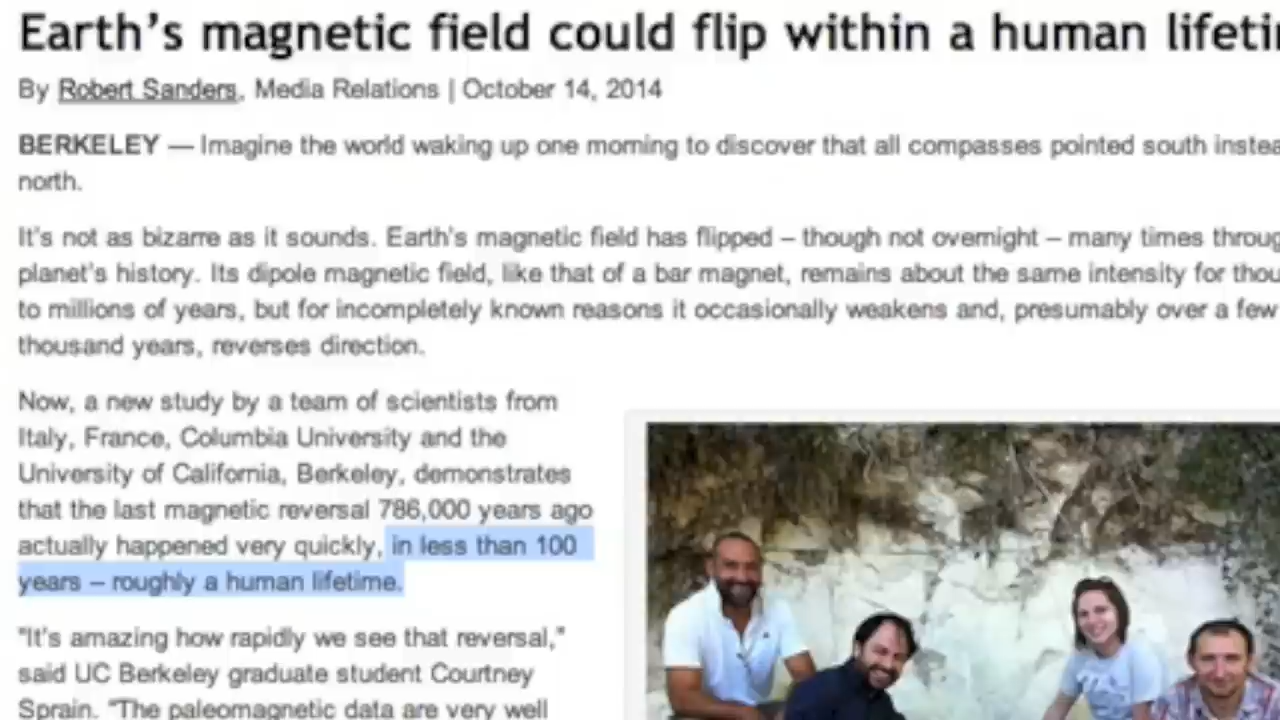 Earth's magnetic field could flip within a human lifeti
By Robert Sanders, Media Relations | October 14, 2014
BERKELEY — Imagine the world waking up one morning to discover that all compasses pointed south instea
north.
It's not as bizarre as it sounds. Earth's magnetic field has flipped – though not overnight – many times throug
planet's history. Its dipole magnetic field, like that of a bar magnet, remains about the same intensity for thou
to millions of years, but for incompletely known reasons it occasionally weakens and, presumably over a few
thousand years, reverses direction.
Now, a new study by a team of scientists from
Italy, France, Columbia University and the
University of California, Berkeley, demonstrates
that the last magnetic reversal 786,000 years ago
actually happened very quickly, in less than 100
years – roughly a human lifetime.
"It's amazing how rapidly we see that reversal,"
said UC Berkeley graduate student Courtney
Sprain. "The paleomagnetic data are very well